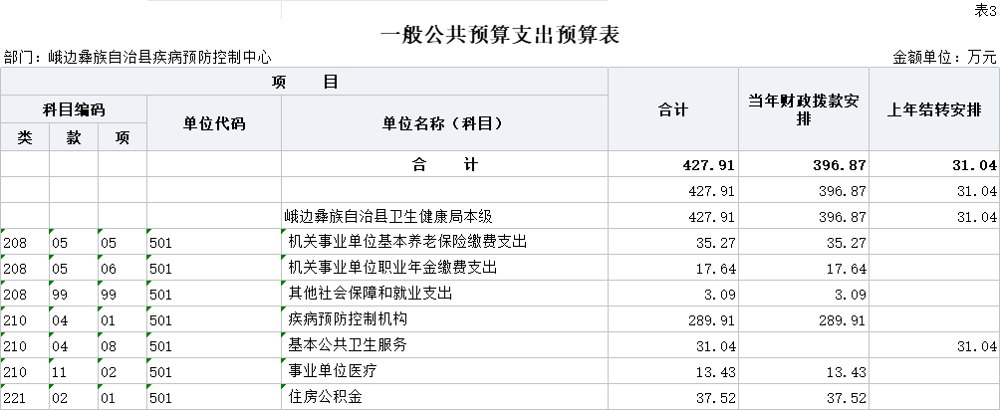 表3
一般公共预算支出预算表
部门：峨边彝族自治县疾病预防控制中心 金额单位：万元
项 目 合计 当年财政拨款安排 上年结转安排
科目编码 单位代码 单位名称（科目）
类 款 项
合 计 427.91 396.87 31.04
427.91 396.87 31.04
峨边彝族自治县卫生健康局本级 427.91 396.87 31.04
208 05 05 501 机关事业单位基本养老保险缴费支出 35.27 35.27
208 05 06 501 机关事业单位职业年金缴费支出 17.64 17.64
208 99 99 501 其他社会保障和就业支出 3.09 3.09
210 04 01 501 疾病预防控制机构 289.91 289.91
210 04 08 501 基本公共卫生服务 31.04 31.04
210 11 02 501 事业单位医疗 13.43 13.43
221 02 01 501 住房公积金 37.52 37.52